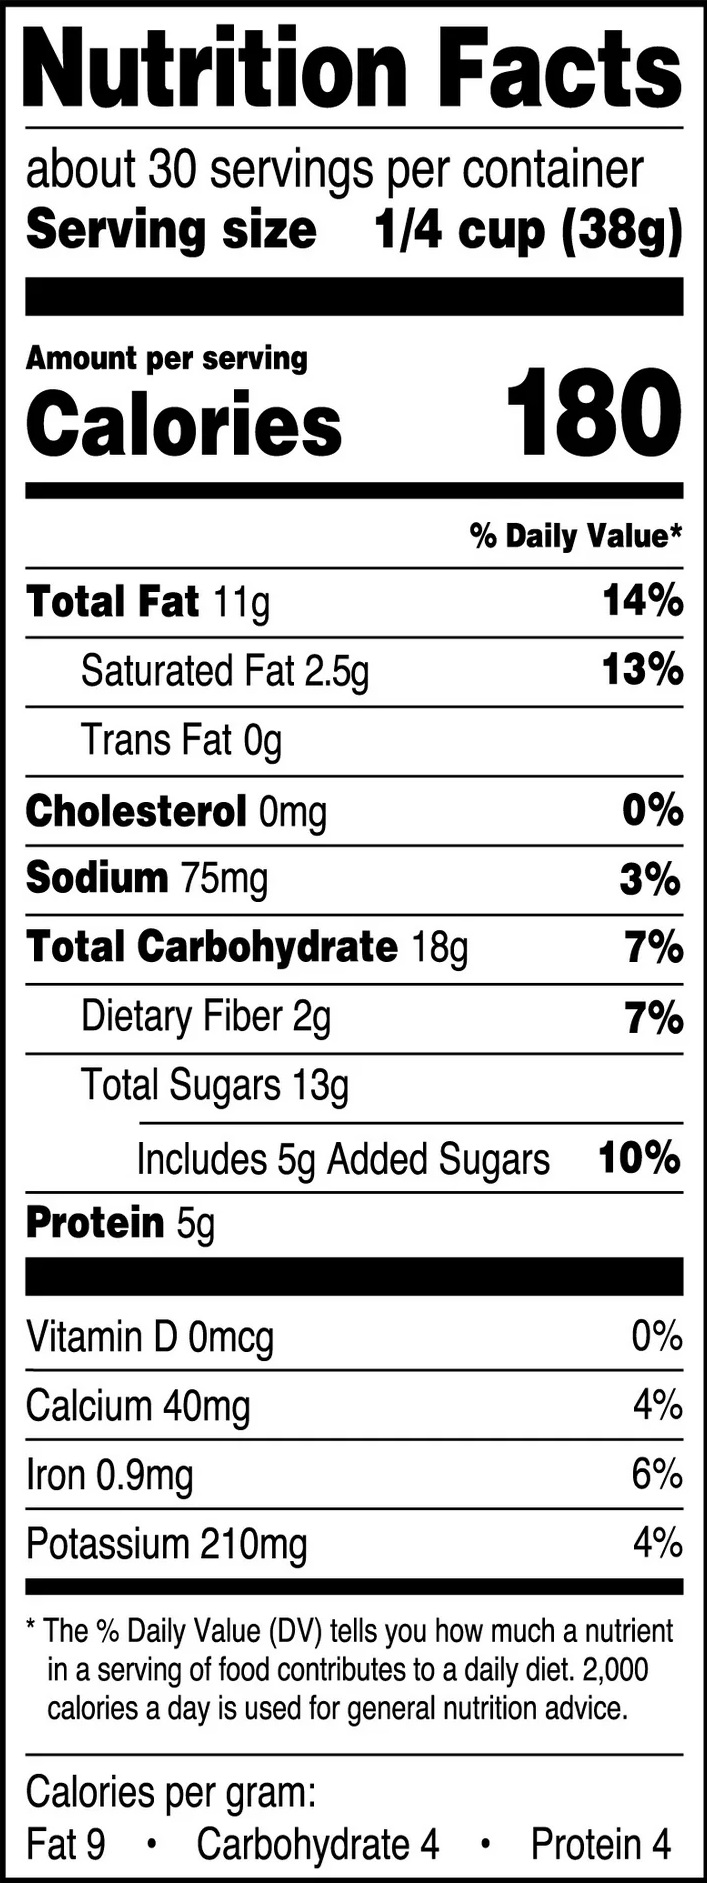 Nutrition Facts
about 30 servings per container
Serving size 1/4 cup (38g)
Amount per serving
Calories 180
% Daily Value*
Total Fat 11g 14%
Saturated Fat 2.5g 13%
Trans Fat 0g
Cholesterol 0mg 0%
Sodium 75mg 3%
Total Carbohydrate 18g 7%
Dietary Fiber 2g 7%
Total Sugars 13g
Includes 5g Added Sugars 10%
Protein 5g
Vitamin D 0mcg 0%
Calcium 40mg 4%
Iron 0.9mg 6%
Potassium 210mg 4%
* The % Daily Value (DV) tells you how much a nutrient
in a serving of food contributes to a daily diet. 2,000
calories a day is used for general nutrition advice.
Calories per gram:
Fat 9 • Carbohydrate 4 • Protein 4